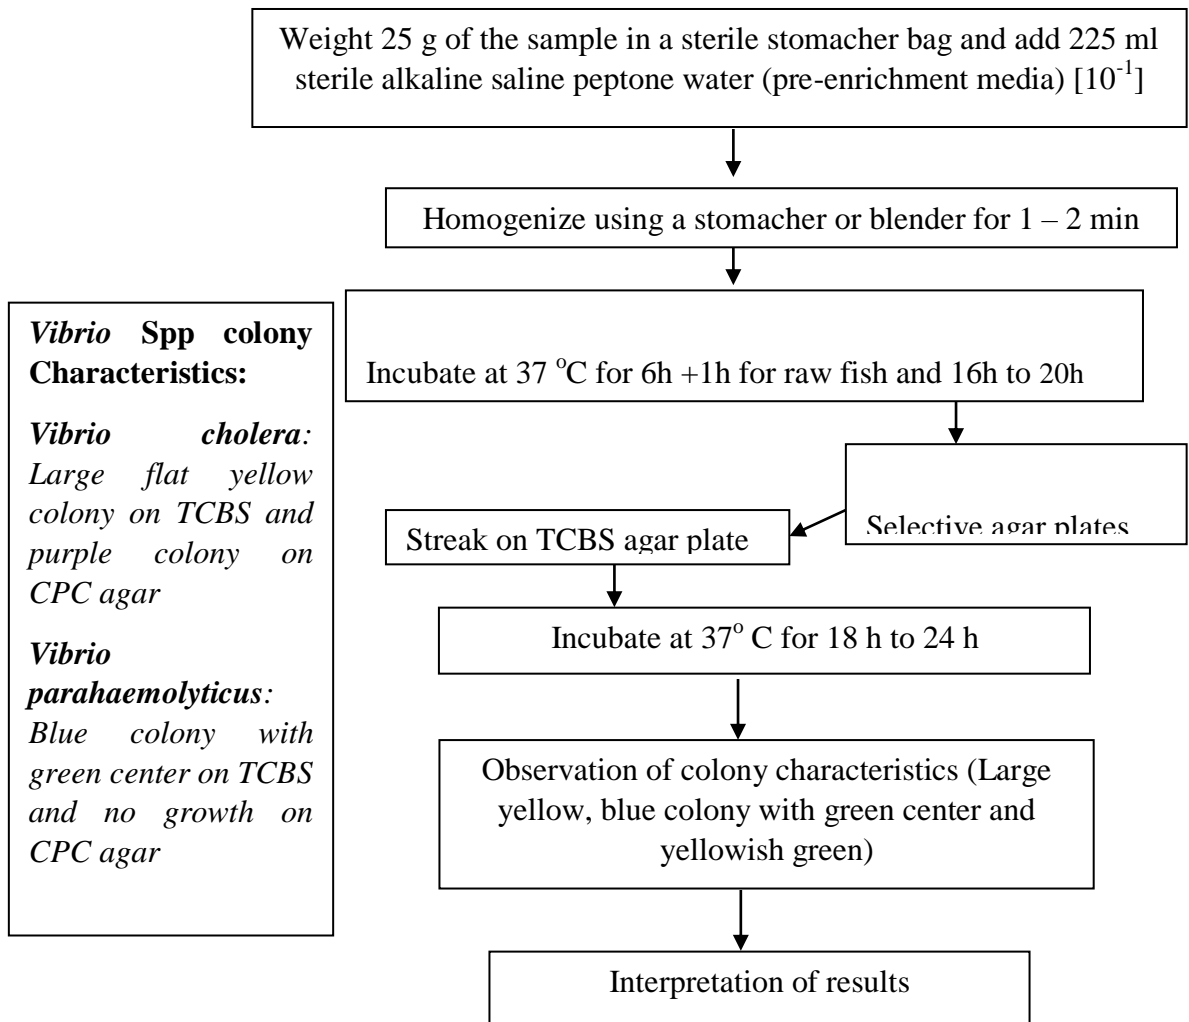 Weight 25 g of the sample in a sterile stomacher bag and add 225 ml
sterile alkaline saline peptone water (pre-enrichment media) [10⁻¹]
Homogenize using a stomacher or blender for 1 – 2 min
Incubate at 37 °C for 6h +1h for raw fish and 16h to 20h
Selective agar plates
Streak on TCBS agar plate
Incubate at 37° C for 18 h to 24 h
Observation of colony characteristics (Large
yellow, blue colony with green center and
yellowish green)
Interpretation of results
Vibrio Spp colony
Characteristics:
Vibrio cholera:
Large flat yellow
colony on TCBS and
purple colony on
CPC agar
Vibrio
parahaemolyticus:
Blue colony with
green center on TCBS
and no growth on
CPC agar